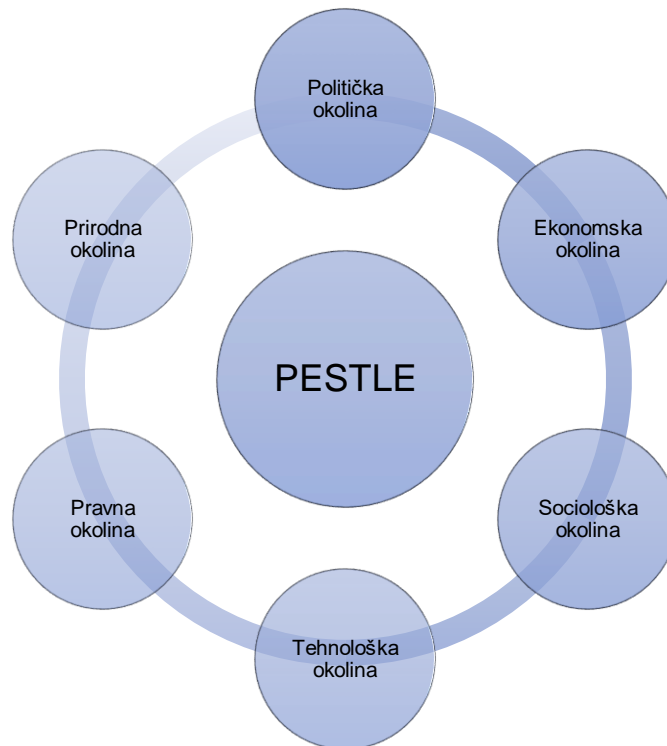 Politička
okolina
Ekonomska
okolina
Sociološka
okolina
Tehnološka
okolina
Pravna
okolina
Prirodna
okolina
PESTLE